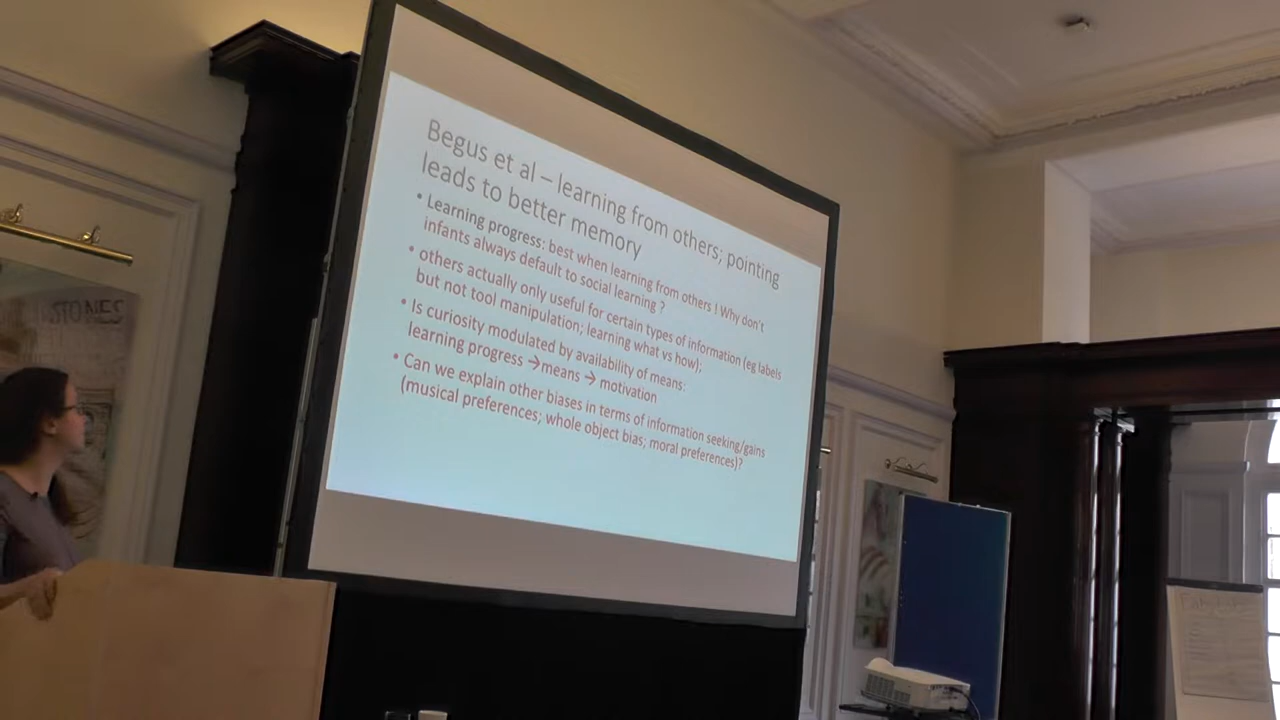 Begus et al – learning from others; pointing
leads to better memory
• Learning progress: best when learning from others ! Why don't
infants always default to social learning ?
• others actually only useful for certain types of information (eg labels
but not tool manipulation; learning what vs how);
• Is curiosity modulated by availability of means:
learning progress → means → motivation
• Can we explain other biases in terms of information seeking/gains
(musical preferences; whole object bias; moral preferences)?
STONES